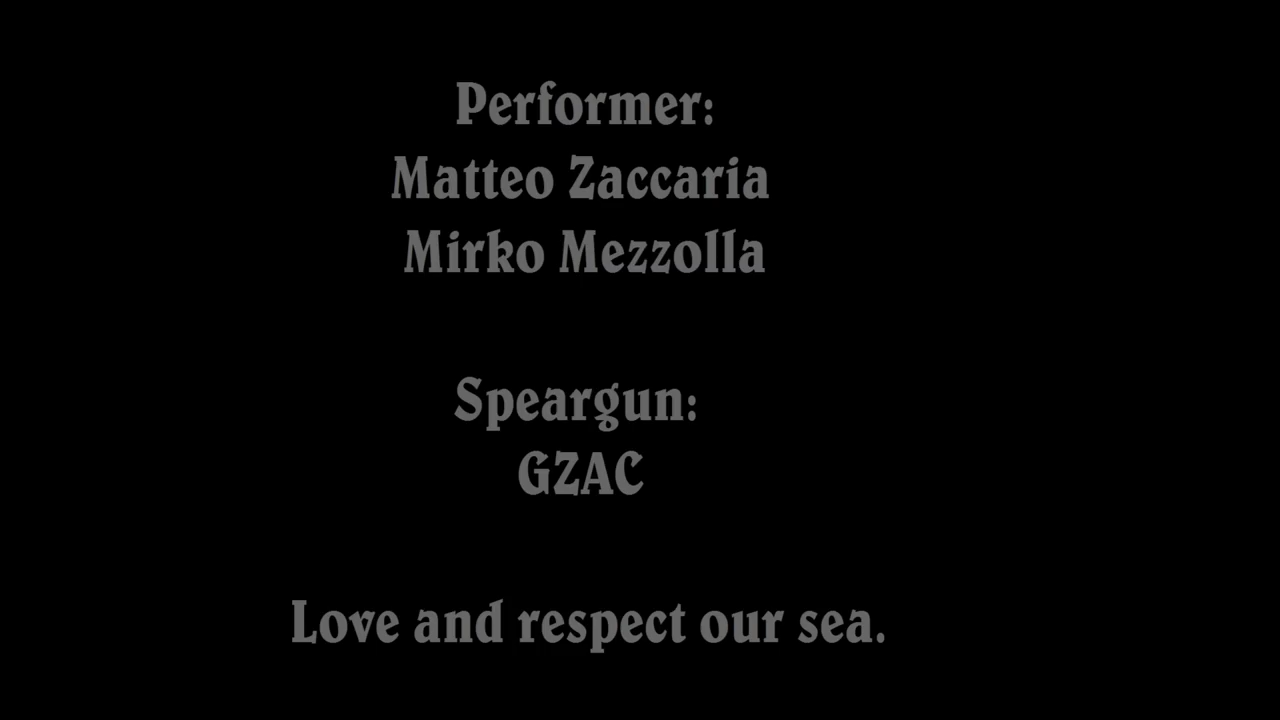 Performer:
Matteo Zaccaria
Mirko Mezzolla
Speargun:
GZAC
Love and respect our sea.